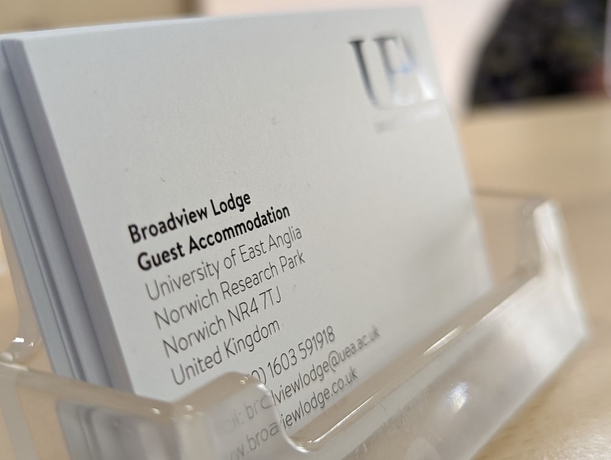 UEA
Broadview Lodge
Guest Accommodation
University of East Anglia
Norwich Research Park
Norwich NR4 7TJ
United Kingdom
0) 1603 591918
broadviewlodge@uea.ac.uk
www.broadviewlodge.co.uk